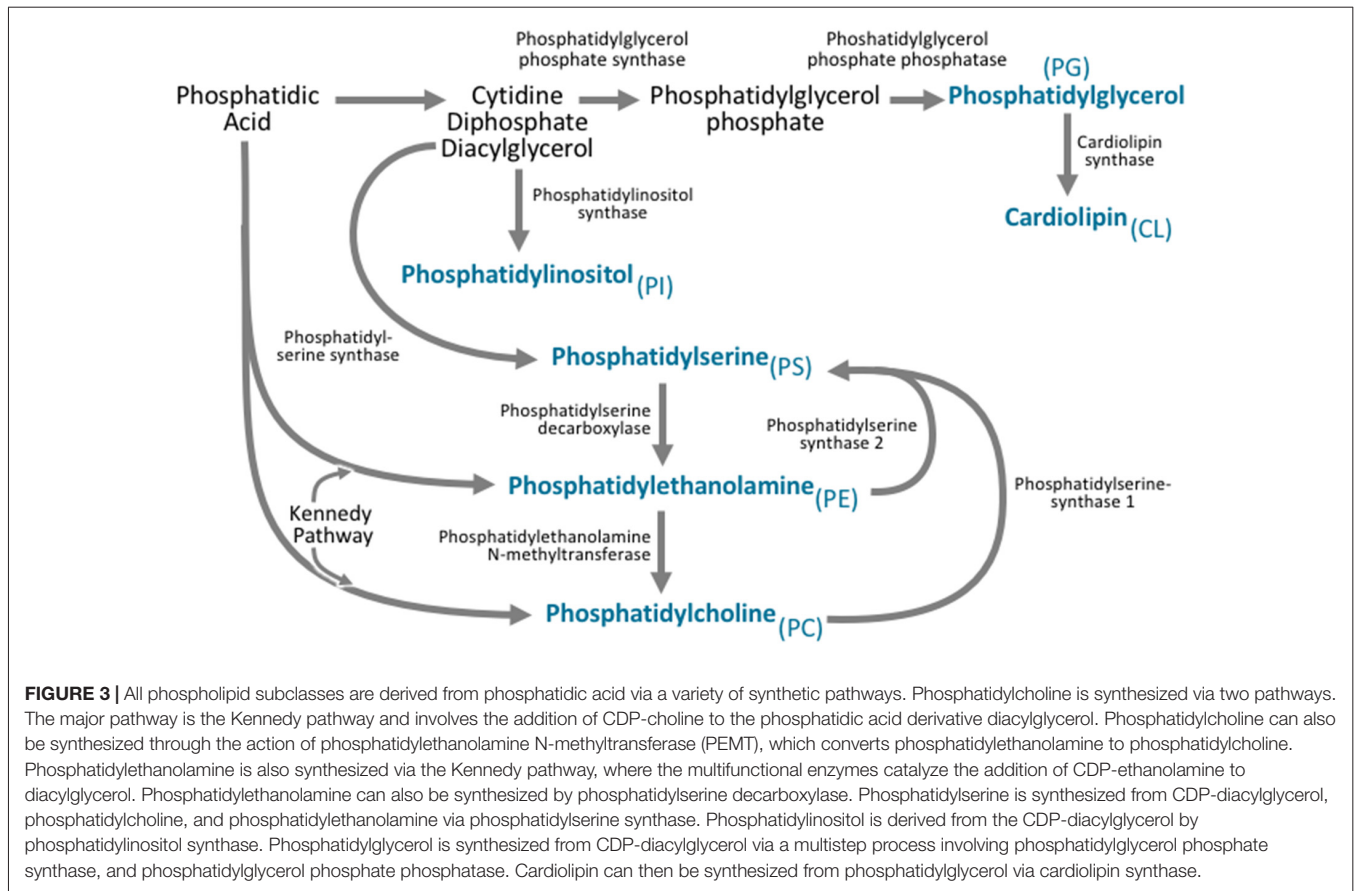 Phosphatidylglycerol
phosphate synthase
Phoshatidylglycerol
phosphate phosphatase
(PG)
Phosphatidic
Acid
Cytidine
Diphosphate
Diacylglycerol
Phosphatidylglycerol
phosphate
Phosphatidylglycerol
Cardiolipin
synthase
Phosphatidylinositol
synthase
Cardiolipin (CL)
Phosphatidylinositol (PI)
Phosphatidyl-
serine synthase
Phosphatidylserine (PS)
Phosphatidylserine
decarboxylase
Phosphatidylserine
synthase 2
Phosphatidylethanolamine (PE)
Phosphatidylserine-
synthase 1
Kennedy
Pathway
Phosphatidylethanolamine
N-methyltransferase
Phosphatidylcholine (PC)
FIGURE 3 | All phospholipid subclasses are derived from phosphatidic acid via a variety of synthetic pathways. Phosphatidylcholine is synthesized via two pathways.
The major pathway is the Kennedy pathway and involves the addition of CDP-choline to the phosphatidic acid derivative diacylglycerol. Phosphatidylcholine can also
be synthesized through the action of phosphatidylethanolamine N-methyltransferase (PEMT), which converts phosphatidylethanolamine to phosphatidylcholine.
Phosphatidylethanolamine is also synthesized via the Kennedy pathway, where the multifunctional enzymes catalyze the addition of CDP-ethanolamine to
diacylglycerol. Phosphatidylethanolamine can also be synthesized by phosphatidylserine decarboxylase. Phosphatidylserine is synthesized from CDP-diacylglycerol,
phosphatidylcholine, and phosphatidylethanolamine via phosphatidylserine synthase. Phosphatidylinositol is derived from the CDP-diacylglycerol by
phosphatidylinositol synthase. Phosphatidylglycerol is synthesized from CDP-diacylglycerol via a multistep process involving phosphatidylglycerol phosphate
synthase, and phosphatidylglycerol phosphate phosphatase. Cardiolipin can then be synthesized from phosphatidylglycerol via cardiolipin synthase.